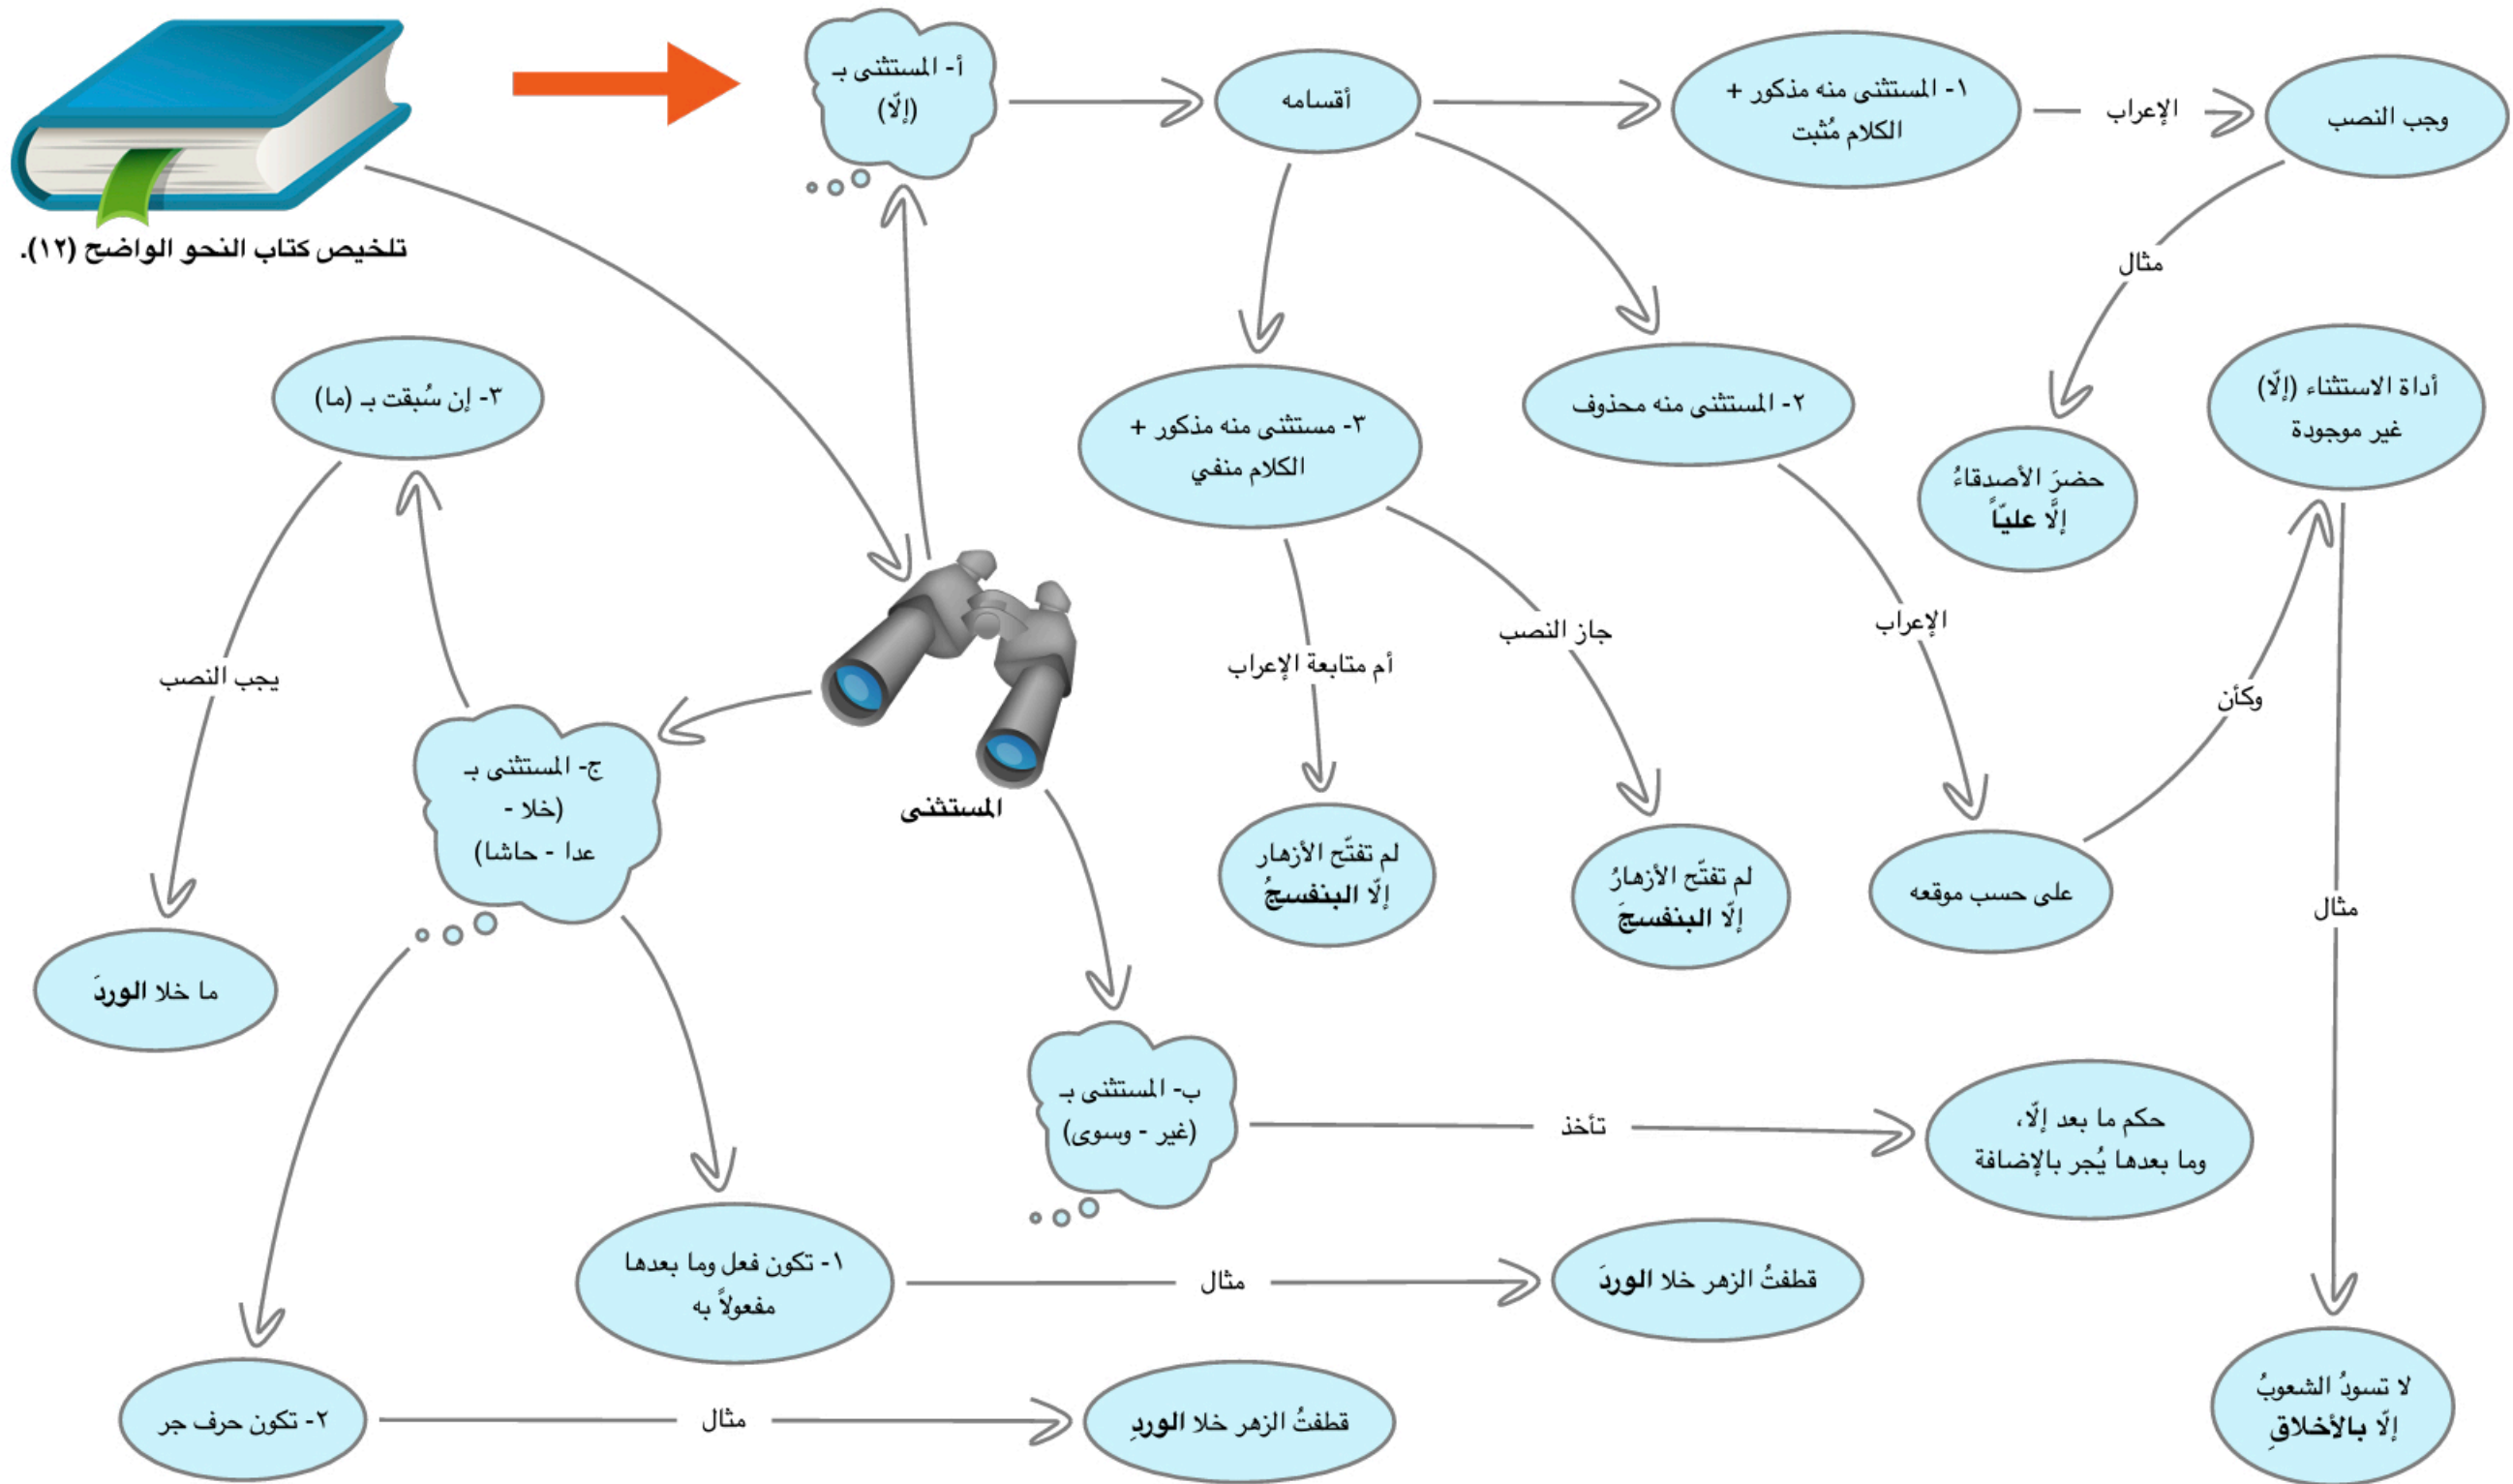 تلخيص كتاب النحو الواضح (١٢).
المستثنى
أ- المستثنى بـ
(إلّا)
أقسامه
١- المستثنى منه مذكور +
الكلام مُثبت
الإعراب
وجب النصب
مثال
حضرَ الأصدقاءُ
إلَّا عليّاً
٢- المستثنى منه محذوف
الإعراب
على حسب موقعه
وكأن
أداة الاستثناء (إلّا)
غير موجودة
مثال
لا تسودُ الشعوبُ
إلّا بالأخلاقِ
٣- مستثنى منه مذكور +
الكلام منفي
جاز النصب
لم تفتّح الأزهارُ
إلّا البنفسجَ
أم متابعة الإعراب
لم تفتّح الأزهار
إلّا البنفسجُ
ب- المستثنى بـ
(غير - وسوى)
تأخذ
حكم ما بعد إلّا،
وما بعدها يُجر بالإضافة
ج- المستثنى بـ
(خلا -
عدا - حاشا)
١- تكون فعل وما بعدها
مفعولاً به
مثال
قطفتُ الزهر خلا الوردَ
٢- تكون حرف جر
مثال
قطفتُ الزهر خلا الوردِ
٣- إن سُبقت بـ (ما)
يجب النصب
ما خلا الوردَ